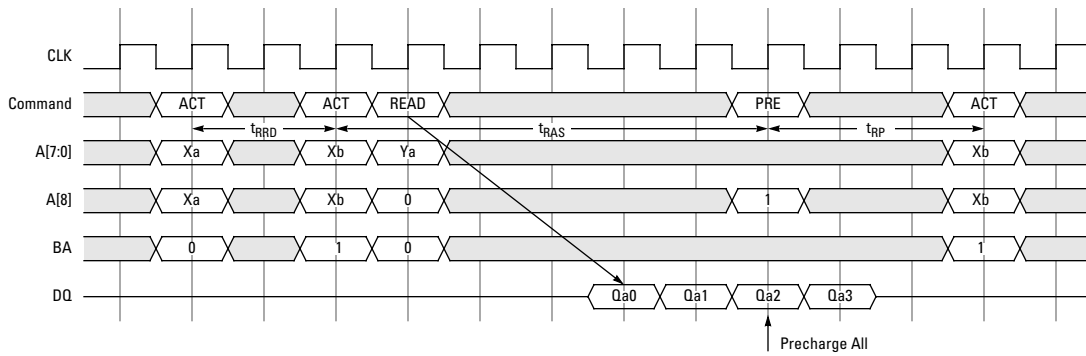 CLK
Command ACT ACT READ PRE ACT
tRRD tRAS tRP
A[7:0] Xa Xb Ya Xb
A[8] Xa Xb 0 1 Xb
BA 0 1 0 1
DQ Qa0 Qa1 Qa2 Qa3
Precharge All